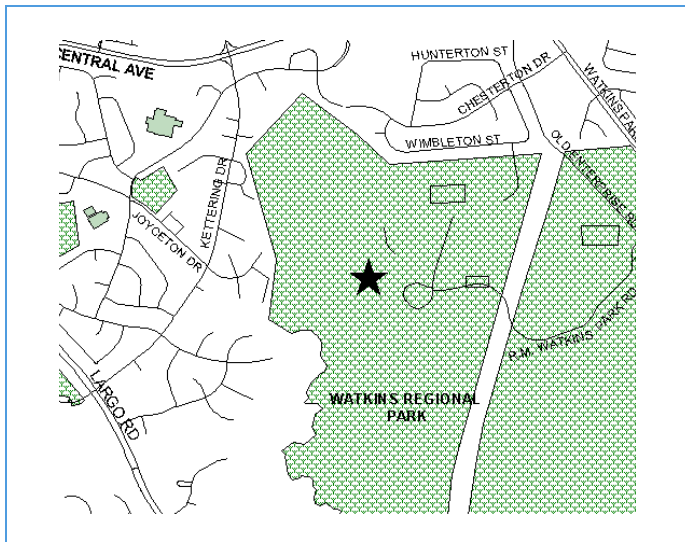 HUNTERTON ST
CENTRAL AVE
CHESTERTON DR
WATKINS PARK
WIMBLETON ST
OLD ENTERPRISE RD
KETTERING DR
JOYCETON DR
R.M. WATKINS PARK RD
LARGO RD
WATKINS REGIONAL
PARK